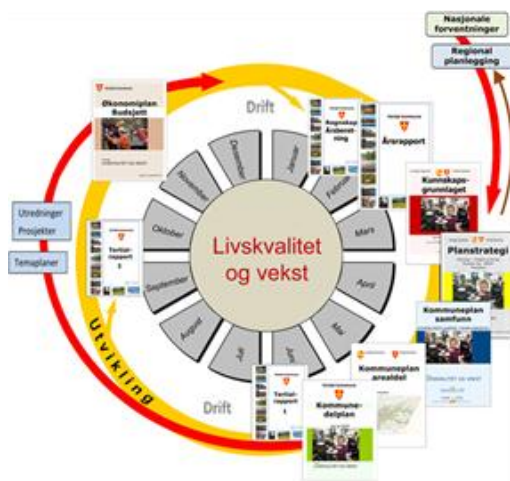 Nasjonale
forventninger
Regional
planlegging
Økonomiplan
Budsjett
Drift
Regnskap
Årsberet-
ning
Årsrapport
Kunnskaps-
grunnlaget
Planstrategi
Kommuneplan
samfunn
Kommuneplan
arealdel
Kommune-
delplan
Tertial-
rapport
1
Drift
Utvikling
Tertial-
rapport
2
Utredninger
Prosjekter
Temaplaner
Januar
Februar
Mars
April
Mai
Juni
Juli
August
September
Oktober
November
Desember
Livskvalitet
og vekst